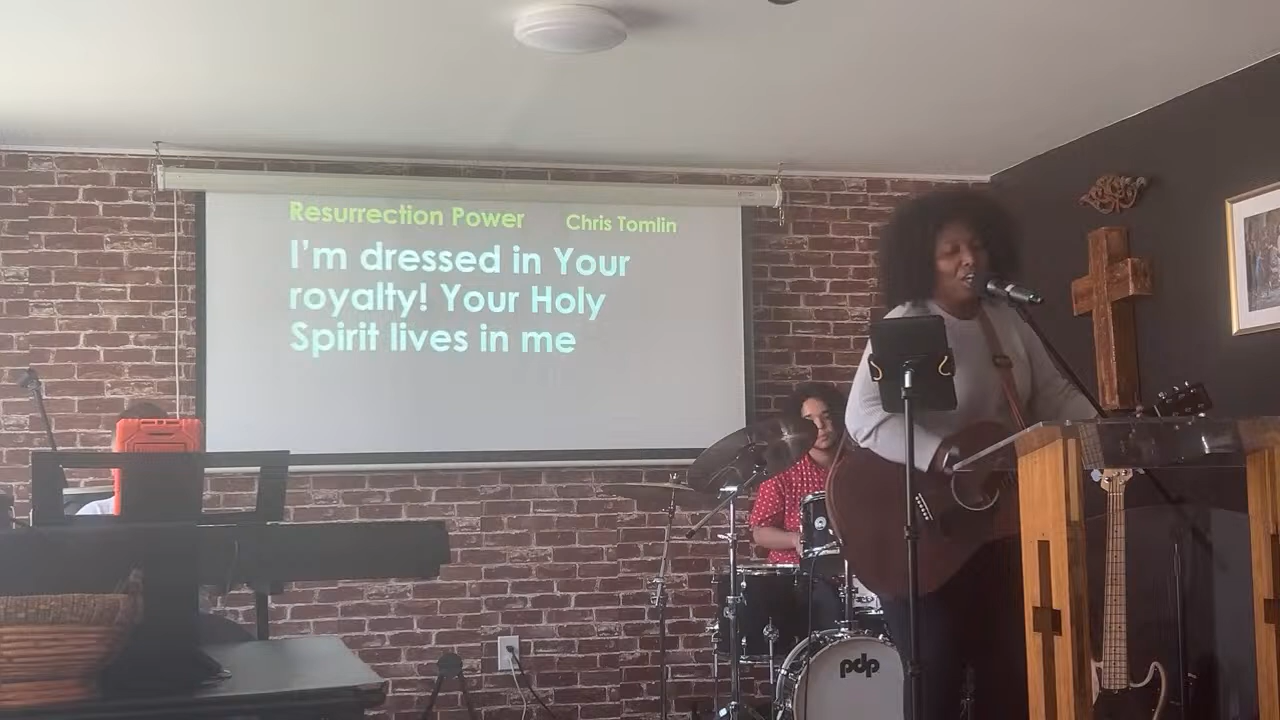 Resurrection Power Chris Tomlin
I'm dressed in Your
royalty! Your Holy
Spirit lives in me
pdp